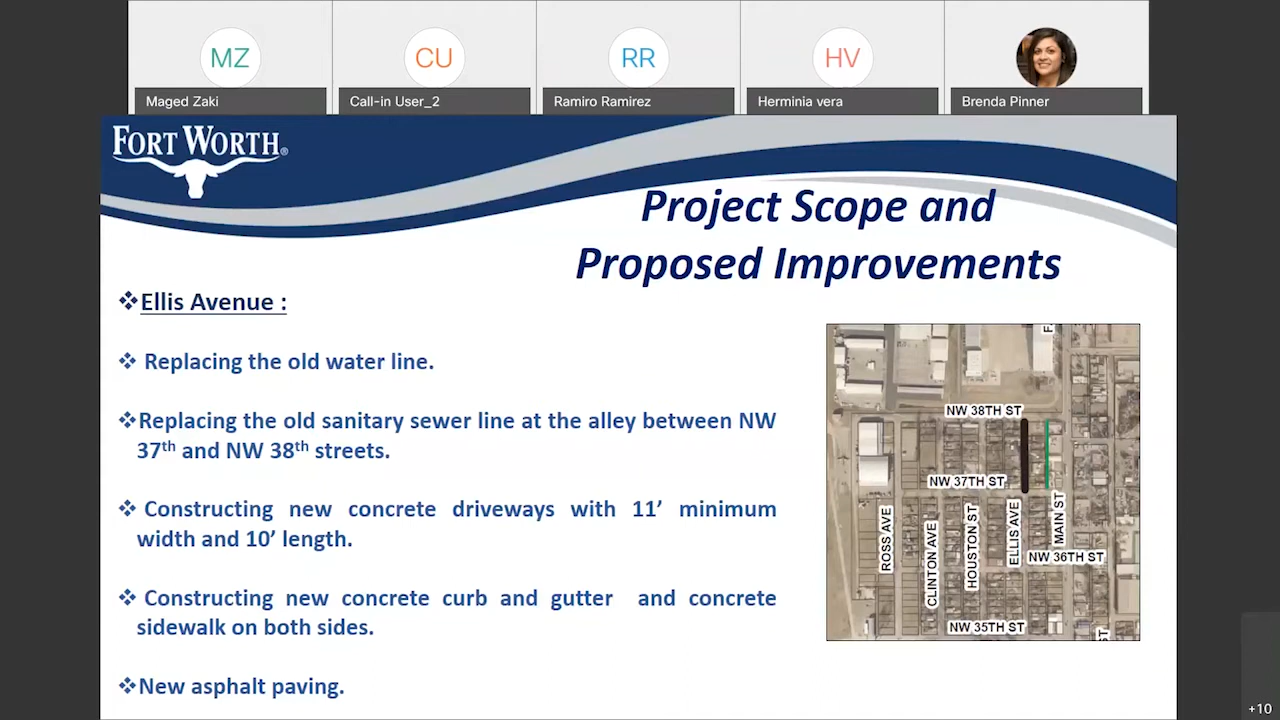 MZ
CU
RR
HV
Maged Zaki
Call-in User_2
Ramiro Ramirez
Herminia vera
Brenda Pinner
FORT WORTH®
Project Scope and
Proposed Improvements
❖Ellis Avenue :
❖ Replacing the old water line.
❖Replacing the old sanitary sewer line at the alley between NW
37th and NW 38th streets.
❖ Constructing new concrete driveways with 11’ minimum
width and 10’ length.
❖ Constructing new concrete curb and gutter and concrete
sidewalk on both sides.
❖New asphalt paving.
NW 38TH ST
NW 37TH ST
ROSS AVE
CLINTON AVE
HOUSTON ST
ELLIS AVE
MAIN ST
NW 36TH ST
NW 35TH ST
ST
+10